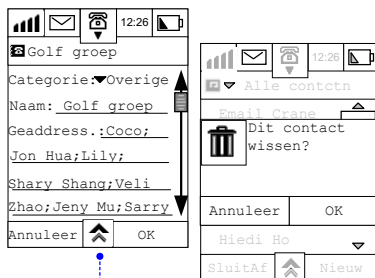 12:26
Golf groep
Categorie: Overige
Naam: Golf groep
Geaddress.:Coco;
Jon Hua;Lily;
Shary Shang;Veli
Zhao;Jeny Mu;Sarry
Annuleer OK
12:26
Alle contctn
Email Crane
Dit contact
wissen?
Annuleer OK
Hiedi Ho
SluitAf Nieuw